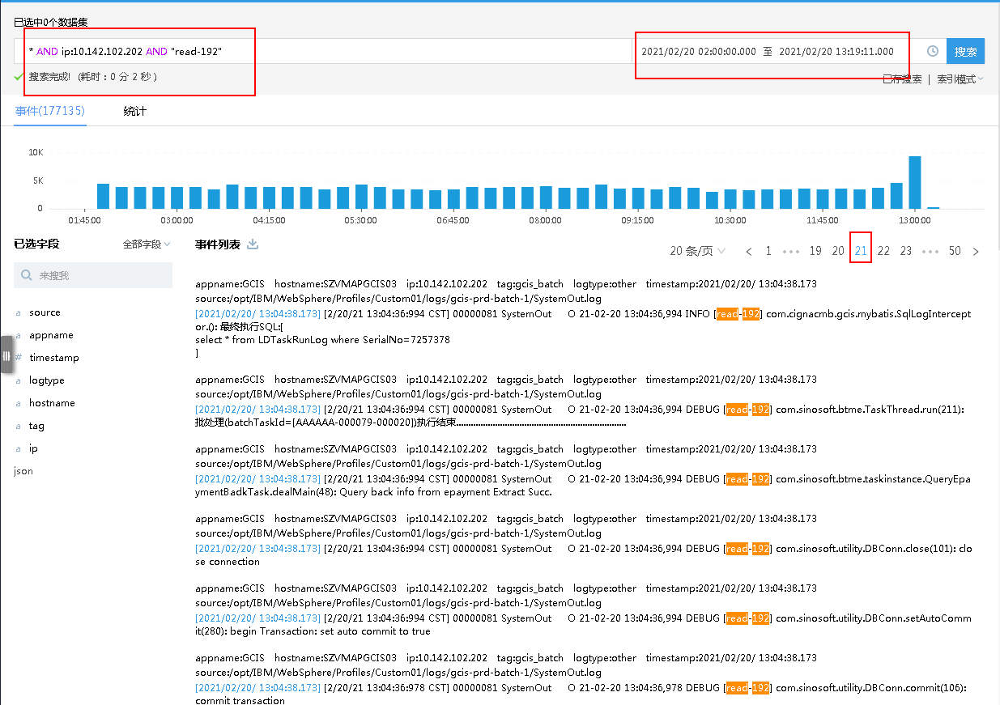 已选中0个数据集
* AND ip:10.142.102.202 AND "read-192"
2021/02/20 02:00:00.000 至 2021/02/20 13:19:11.000
搜索
搜索完成! (耗时：0 分 2 秒)
已存搜索 | 索引模式
事件(177135) 统计
10K
5K
0
01:45:00 03:00:00 04:15:00 05:30:00 06:45:00 08:00:00 09:15:00 10:30:00 11:45:00 13:00:00
已选字段 全部字段
事件列表
20 条/页 < 1 ••• 19 20 21 22 23 ••• 50 >
来搜我
a source
a appname
# timestamp
a logtype
a hostname
a tag
a ip
json
appname:GCIS hostname:SZVMAPGCIS03 ip:10.142.102.202 tag:gcis_batch logtype:other timestamp:2021/02/20/ 13:04:38.173
source:/opt/IBM/WebSphere/Profiles/Custom01/logs/gcis-prd-batch-1/SystemOut.log
[2021/02/20/ 13:04:38.173] [2/20/21 13:04:36:994 CST] 00000081 SystemOut O 21-02-20 13:04:36,994 INFO [read-192] com.cignacmb.gcis.mybatis.SqlLogIntercept
or.(): 最终执行SQL:[
select * from LDTaskRunLog where SerialNo=7257378
]
appname:GCIS hostname:SZVMAPGCIS03 ip:10.142.102.202 tag:gcis_batch logtype:other timestamp:2021/02/20/ 13:04:38.173
source:/opt/IBM/WebSphere/Profiles/Custom01/logs/gcis-prd-batch-1/SystemOut.log
[2021/02/20/ 13:04:38.173] [2/20/21 13:04:36:994 CST] 00000081 SystemOut O 21-02-20 13:04:36,994 DEBUG [read-192] com.sinosoft.btme.TaskThread.run(211):
批处理(batchTaskId=[AAAAAA-000079-000020])执行结束......................................................................
appname:GCIS hostname:SZVMAPGCIS03 ip:10.142.102.202 tag:gcis_batch logtype:other timestamp:2021/02/20/ 13:04:38.173
source:/opt/IBM/WebSphere/Profiles/Custom01/logs/gcis-prd-batch-1/SystemOut.log
[2021/02/20/ 13:04:38.173] [2/20/21 13:04:36:994 CST] 00000081 SystemOut O 21-02-20 13:04:36,994 DEBUG [read-192] com.sinosoft.btme.taskinstance.QueryEpa
ymentBadkTask.dealMain(48): Query back info from epayment Extract Succ.
appname:GCIS hostname:SZVMAPGCIS03 ip:10.142.102.202 tag:gcis_batch logtype:other timestamp:2021/02/20/ 13:04:38.173
source:/opt/IBM/WebSphere/Profiles/Custom01/logs/gcis-prd-batch-1/SystemOut.log
[2021/02/20/ 13:04:38.173] [2/20/21 13:04:36:994 CST] 00000081 SystemOut O 21-02-20 13:04:36,994 DEBUG [read-192] com.sinosoft.utility.DBConn.close(101): clo
se connection
appname:GCIS hostname:SZVMAPGCIS03 ip:10.142.102.202 tag:gcis_batch logtype:other timestamp:2021/02/20/ 13:04:38.173
source:/opt/IBM/WebSphere/Profiles/Custom01/logs/gcis-prd-batch-1/SystemOut.log
[2021/02/20/ 13:04:38.173] [2/20/21 13:04:36:994 CST] 00000081 SystemOut O 21-02-20 13:04:36,994 DEBUG [read-192] com.sinosoft.utility.DBConn.setAutoComm
it(280): begin Transaction: set auto commit to true
appname:GCIS hostname:SZVMAPGCIS03 ip:10.142.102.202 tag:gcis_batch logtype:other timestamp:2021/02/20/ 13:04:38.173
source:/opt/IBM/WebSphere/Profiles/Custom01/logs/gcis-prd-batch-1/SystemOut.log
[2021/02/20/ 13:04:38.173] [2/20/21 13:04:36:978 CST] 00000081 SystemOut O 21-02-20 13:04:36,978 DEBUG [read-192] com.sinosoft.utility.DBConn.commit(106):
commit transaction